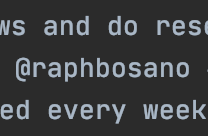 ws and do rese
@raphbosano
ed every week